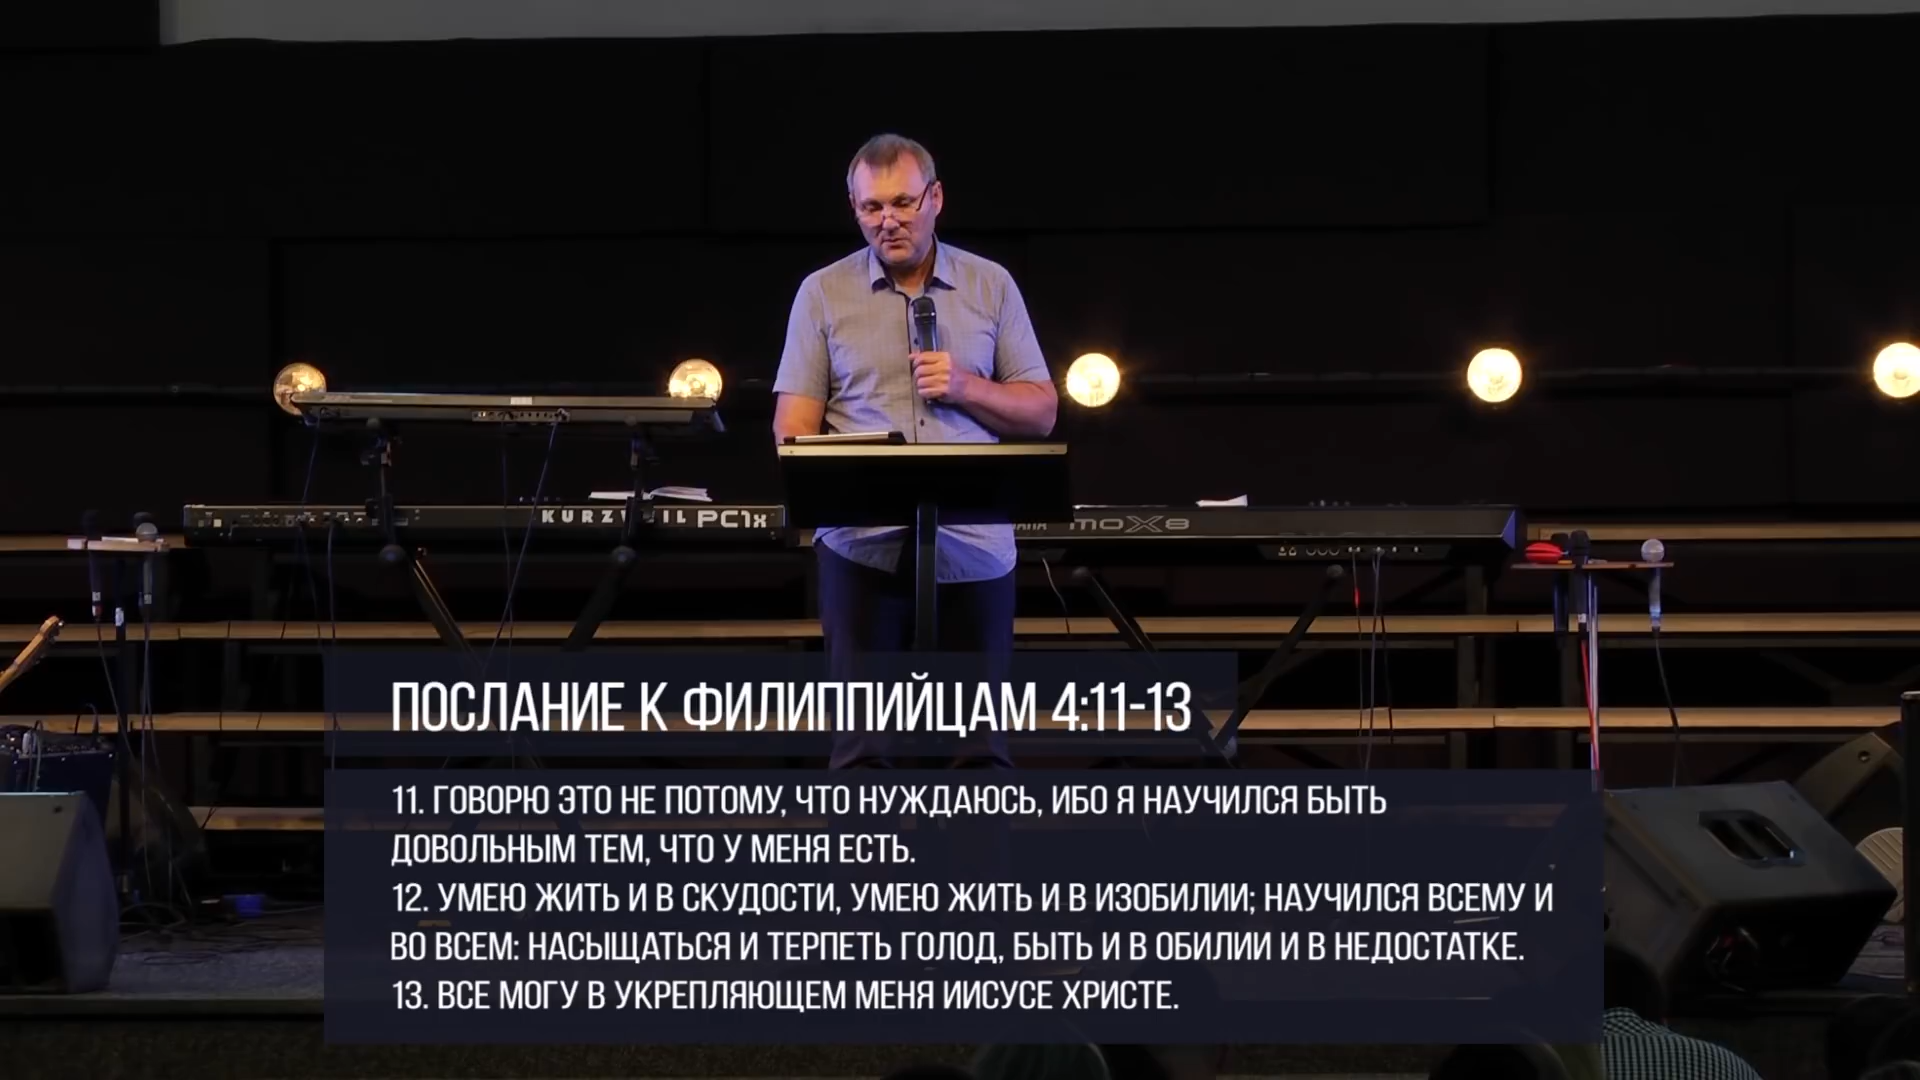 KURZWEIL PC1x
MOX8
ПОСЛАНИЕ К ФИЛИППИЙЦАМ 4:11-13
11. ГОВОРЮ ЭТО НЕ ПОТОМУ, ЧТО НУЖДАЮСЬ, ИБО Я НАУЧИЛСЯ БЫТЬ
ДОВОЛЬНЫМ ТЕМ, ЧТО У МЕНЯ ЕСТЬ.
12. УМЕЮ ЖИТЬ И В СКУДОСТИ, УМЕЮ ЖИТЬ И В ИЗОБИЛИИ; НАУЧИЛСЯ ВСЕМУ И
ВО ВСЕМ: НАСЫЩАТЬСЯ И ТЕРПЕТЬ ГОЛОД, БЫТЬ И В ОБИЛИИ И В НЕДОСТАТКЕ.
13. ВСЕ МОГУ В УКРЕПЛЯЮЩЕМ МЕНЯ ИИСУСЕ ХРИСТЕ.